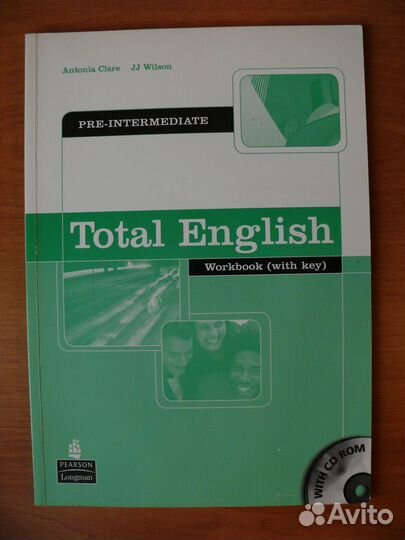 Antonia Clare JJ Wilson
PRE-INTERMEDIATE
Total English
Workbook (with key)
PEARSON
Longman
WITH CD ROM
Avito